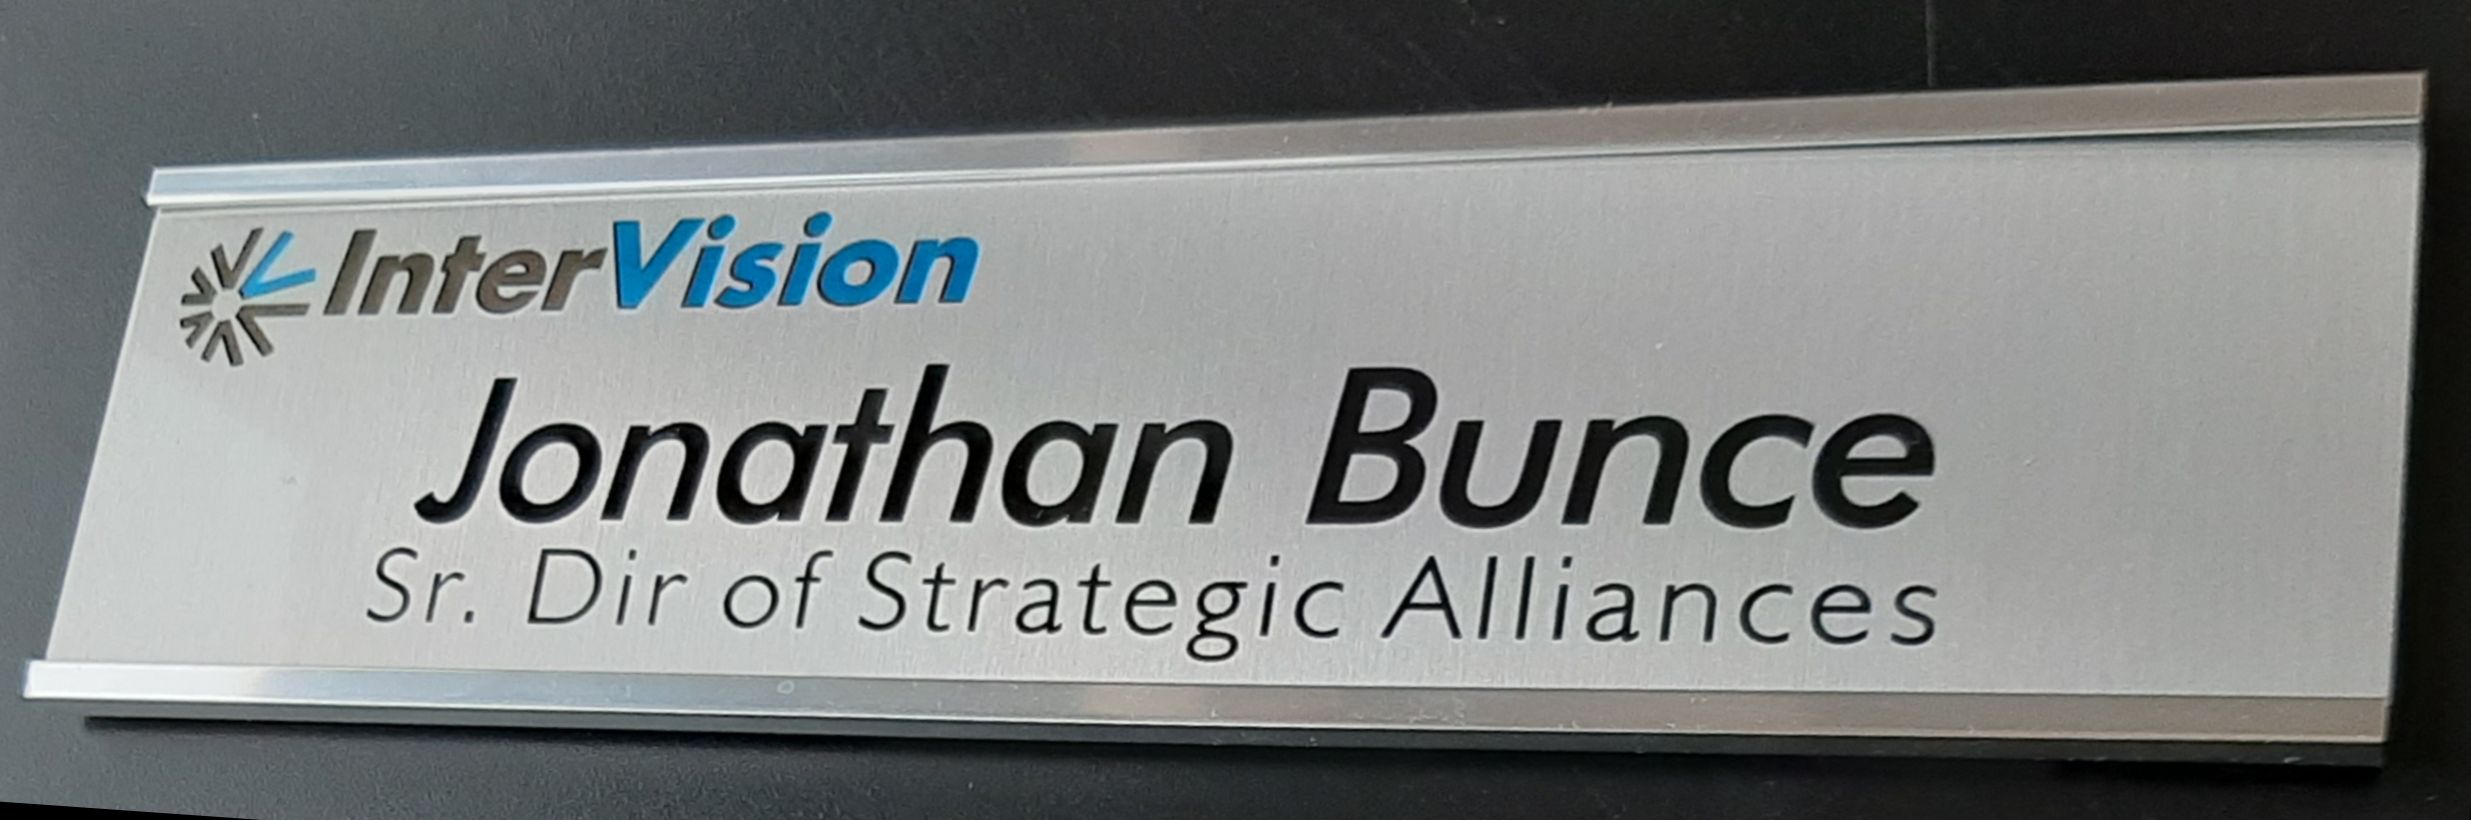 InterVision
Jonathan Bunce
Sr. Dir of Strategic Alliances